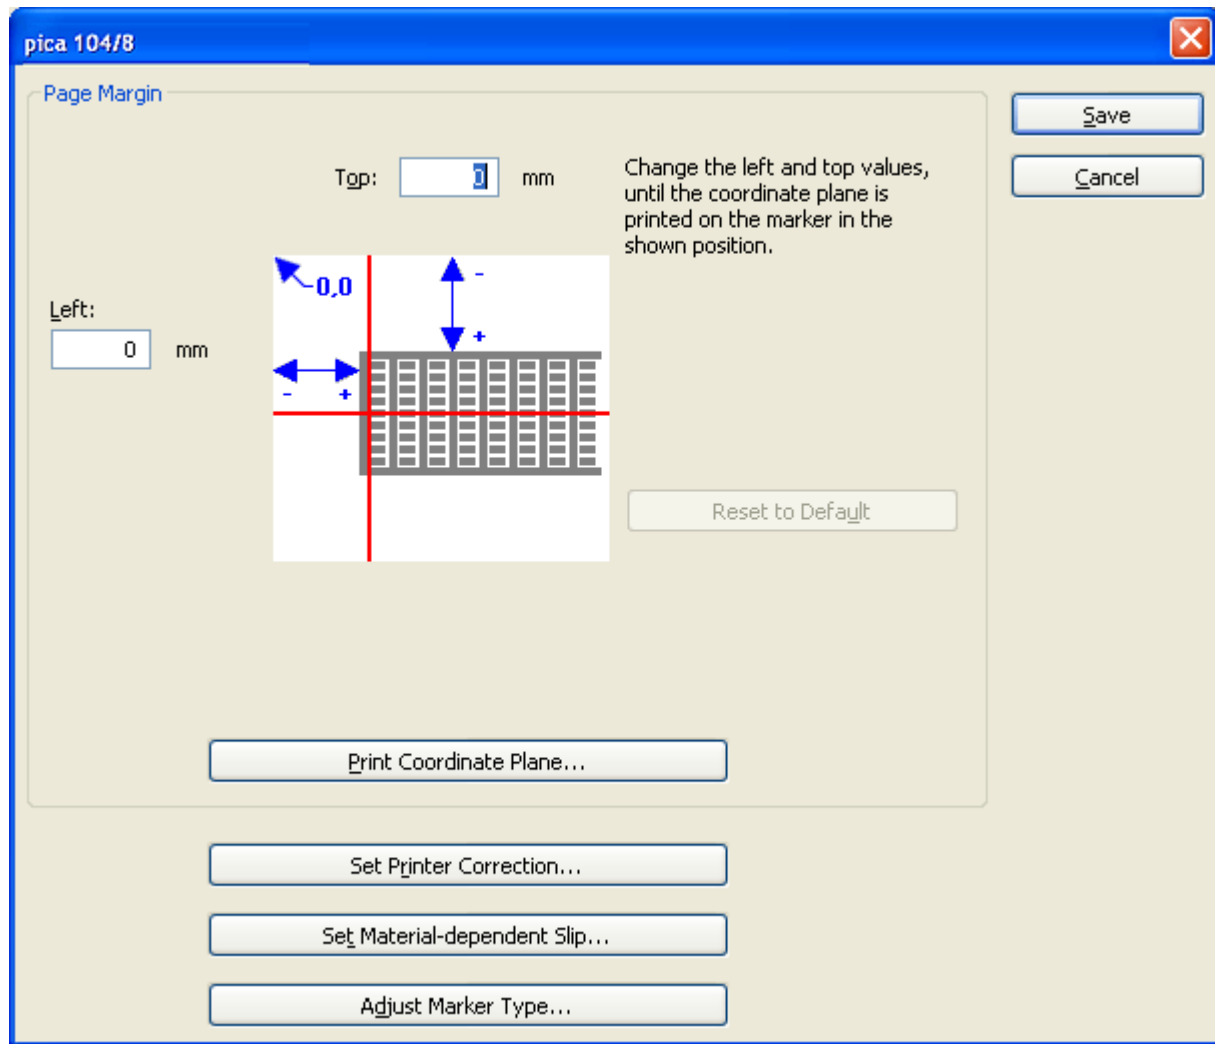 pica 104/8
Page Margin
Save
Top: 0 mm
Change the left and top values,
until the coordinate plane is
printed on the marker in the
shown position.
Cancel
0,0
-
+
Left:
0 mm
- +
Reset to Default
Print Coordinate Plane...
Set Printer Correction...
Set Material-dependent Slip...
Adjust Marker Type...